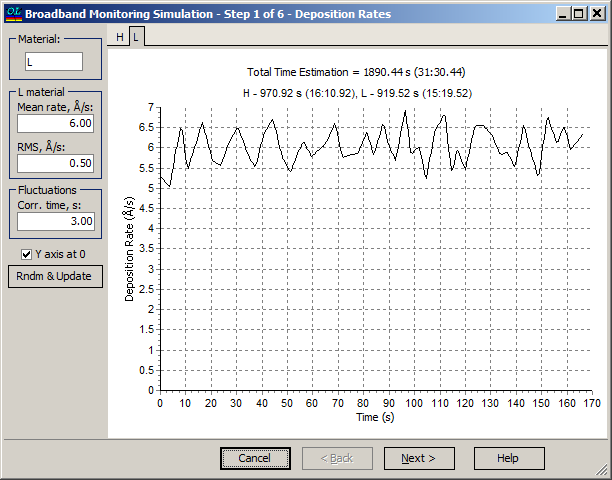 OL Broadband Monitoring Simulation - Step 1 of 6 - Deposition Rates
Material:
L
L material
Mean rate, Å/s:
6.00
RMS, Å/s:
0.50
Fluctuations
Corr. time, s:
3.00
Y axis at 0
Rndm & Update
H L
Total Time Estimation = 1890.44 s (31:30.44)
H - 970.92 s (16:10.92), L - 919.52 s (15:19.52)
Deposition Rate (Å/s)
7
6.5
6
5.5
5
4.5
4
3.5
3
2.5
2
1.5
1
0.5
0
0 10 20 30 40 50 60 70 80 90 100 110 120 130 140 150 160 170
Time (s)
Cancel < Back Next > Help